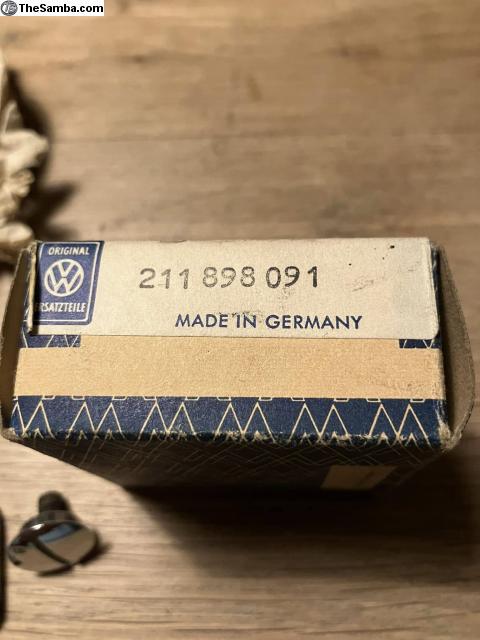 TheSamba.com
ORIGINAL
VW
ERSATZTEILE
211 898 091
MADE IN GERMANY